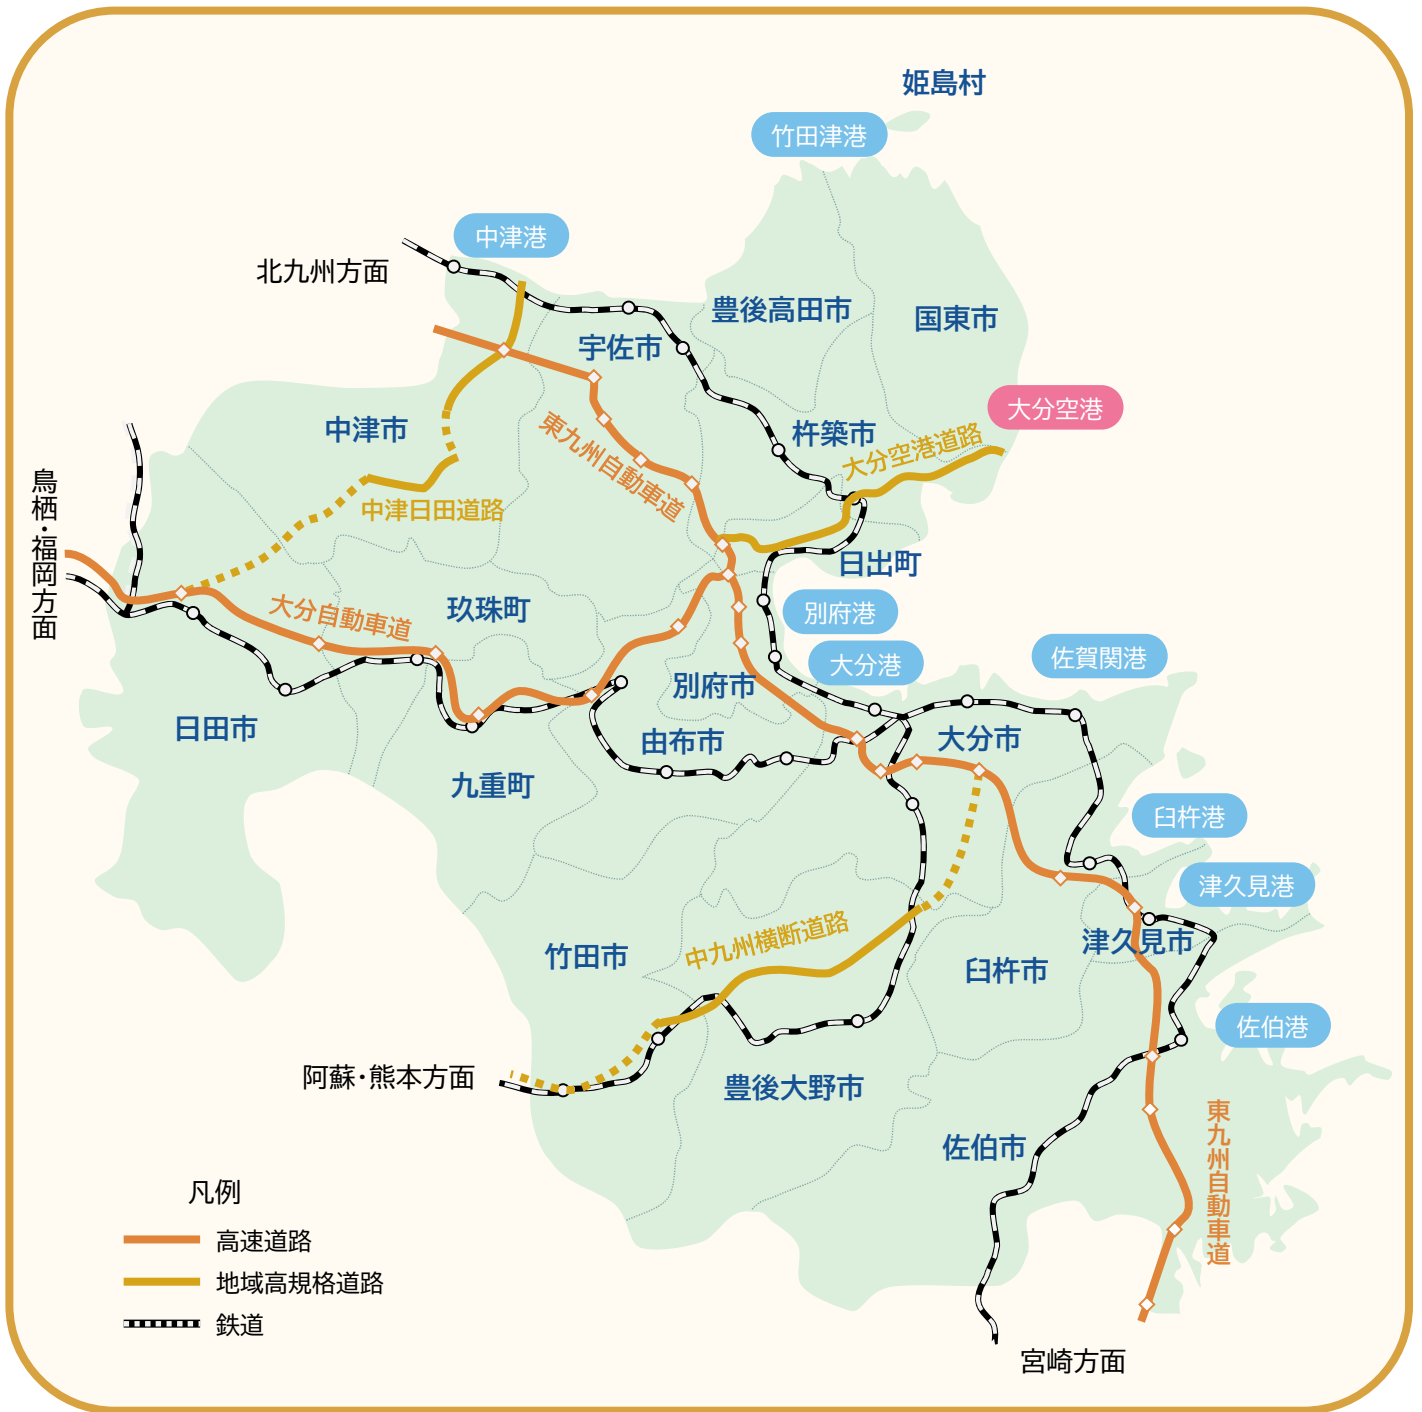 姫島村
竹田津港
中津港
北九州方面
豊後高田市
国東市
宇佐市
大分空港
中津市
東九州自動車道
杵築市
大分空港道路
鳥栖・福岡方面
中津日田道路
日出町
大分自動車道
玖珠町
別府港
大分港
佐賀関港
別府市
日田市
由布市
大分市
九重町
臼杵港
津久見港
竹田市
中九州横断道路
津久見市
臼杵市
佐伯港
阿蘇・熊本方面
豊後大野市
佐伯市
東九州自動車道
凡例
高速道路
地域高規格道路
鉄道
宮崎方面